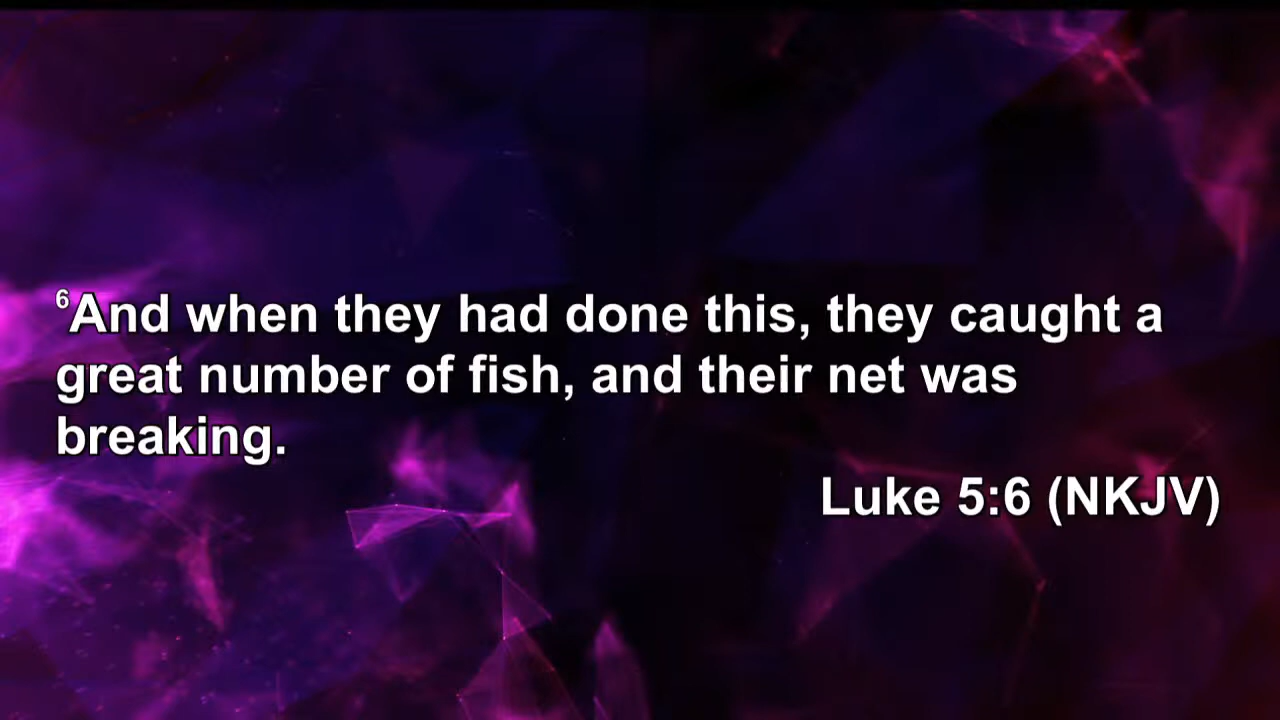 ⁶And when they had done this, they caught a
great number of fish, and their net was
breaking.
Luke 5:6 (NKJV)